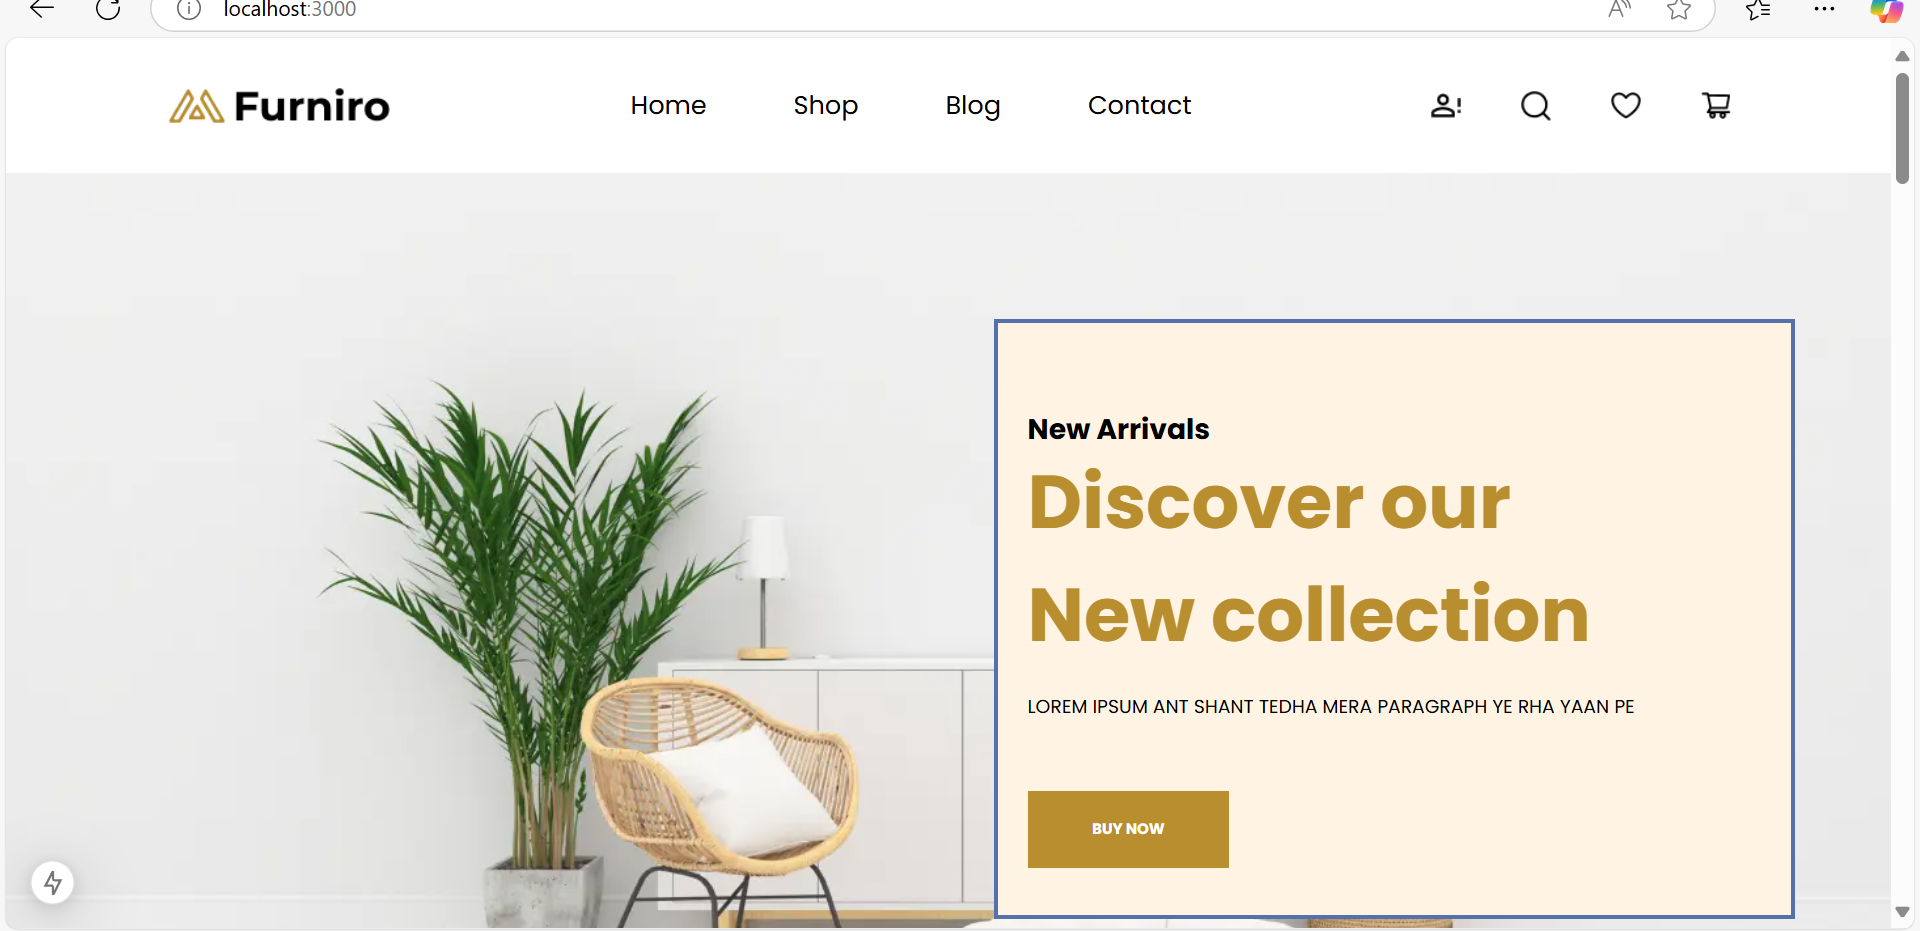 localhost:3000
Furniro
Home Shop Blog Contact
New Arrivals
Discover our
New collection
LOREM IPSUM ANT SHANT TEDHA MERA PARAGRAPH YE RHA YAAN PE
BUY NOW